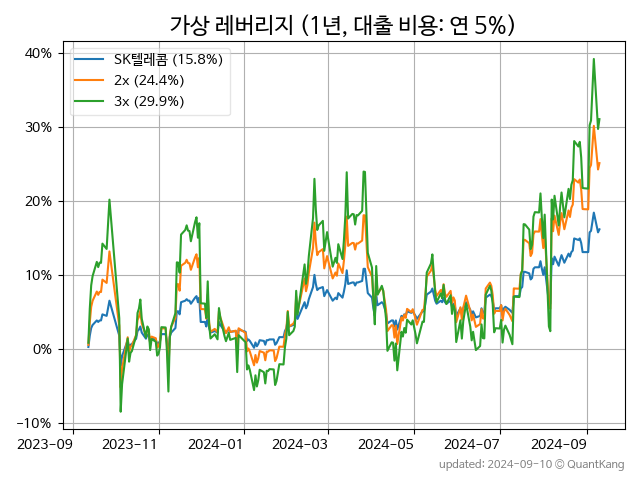 가상 레버리지 (1년, 대출 비용: 연 5%)
SK텔레콤 (15.8%)
2x (24.4%)
3x (29.9%)
40%
30%
20%
10%
0%
−10%
2023-09 2023-11 2024-01 2024-03 2024-05 2024-07 2024-09
updated: 2024-09-10 © QuantKang